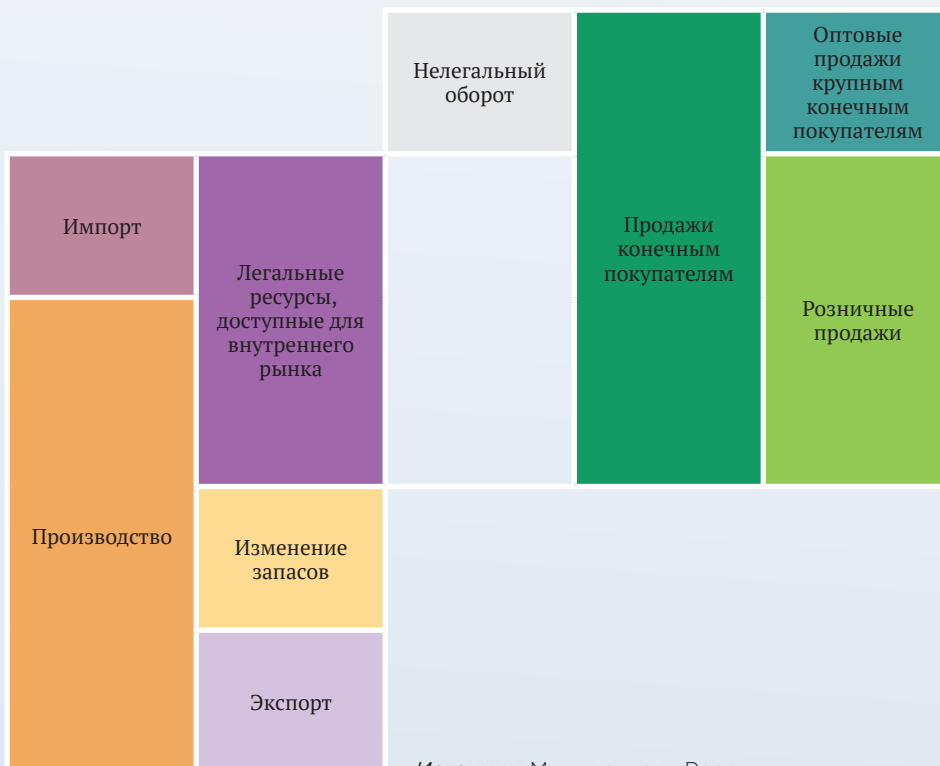 Нелегальный
оборот
Оптовые
продажи
крупным
конечным
покупателям
Импорт
Легальные
ресурсы,
доступные для
внутреннего
рынка
Продажи
конечным
покупателям
Розничные
продажи
Производство
Изменение
запасов
Экспорт